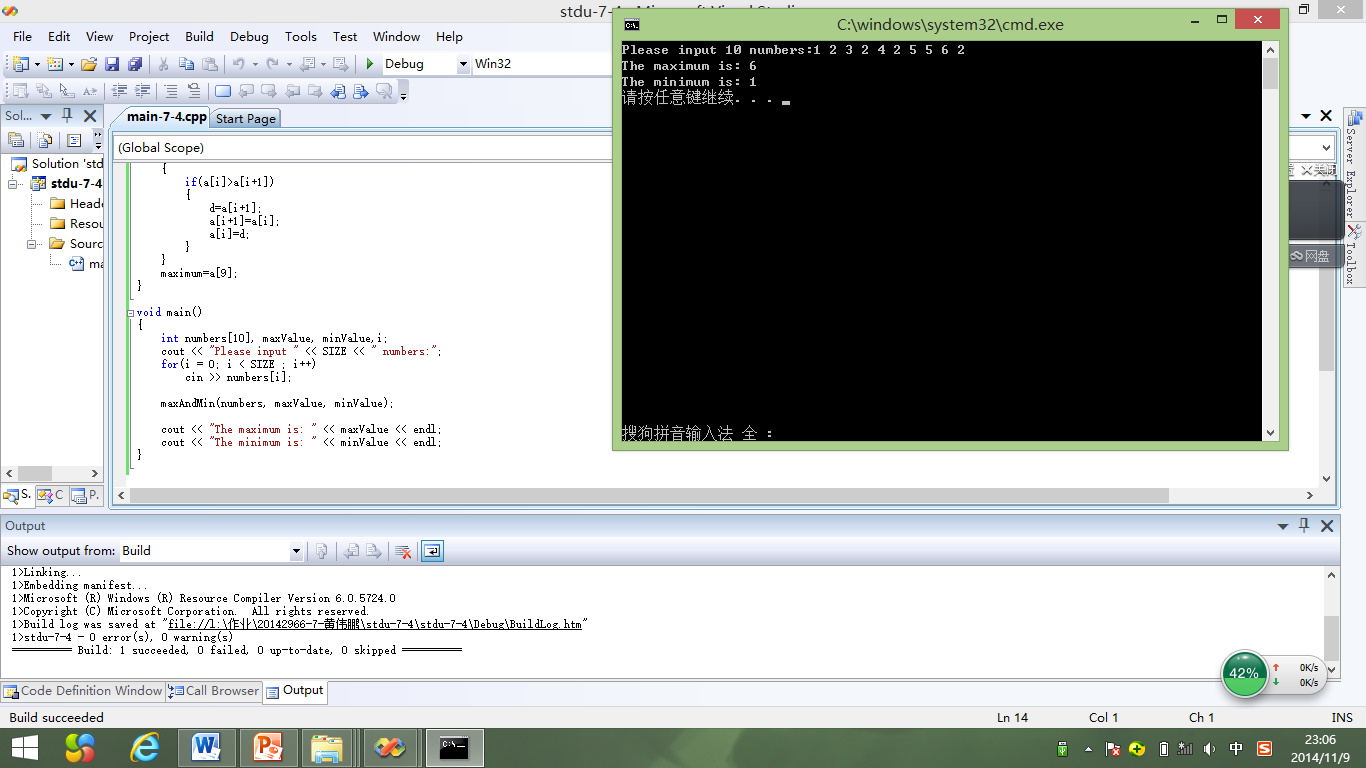 stdu-7-4 - Microsoft Visual Studio
File Edit View Project Build Debug Tools Test Window Help
Debug Win32
Sol...
main-7-4.cpp Start Page
(Global Scope)
Solution 'std
stdu-7-4
Heade
Resou
Sourc
ma
{
if(a[i]>a[i+1])
{
d=a[i+1];
a[i+1]=a[i];
a[i]=d;
}
}
maximum=a[9];
}
void main()
{
int numbers[10], maxValue, minValue,i;
cout << "Please input " << SIZE << " numbers:";
for(i = 0; i < SIZE ; i++)
cin >> numbers[i];
maxAndMin(numbers, maxValue, minValue);
cout << "The maximum is: " << maxValue << endl;
cout << "The minimum is: " << minValue << endl;
}
S. C P.
C:\windows\system32\cmd.exe
Please input 10 numbers:1 2 3 2 4 2 5 5 6 2
The maximum is: 6
The minimum is: 1
请按任意键继续. . .
搜狗拼音输入法 全 :
关闭
网盘
Server Explorer
Toolbox
Output
Show output from: Build
1>Linking...
1>Embedding manifest...
1>Microsoft (R) Windows (R) Resource Compiler Version 6.0.5724.0
1>Copyright (C) Microsoft Corporation.  All rights reserved.
1>Build log was saved at "file://l:\作业\20142966-7-黄伟鹏\stdu-7-4\stdu-7-4\Debug\BuildLog.htm"
1>stdu-7-4 - 0 error(s), 0 warning(s)
========== Build: 1 succeeded, 0 failed, 0 up-to-date, 0 skipped ==========
42%
0K/s
0K/s
Code Definition Window Call Browser Output
Build succeeded Ln 14 Col 1 Ch 1 INS
中
23:06
2014/11/9